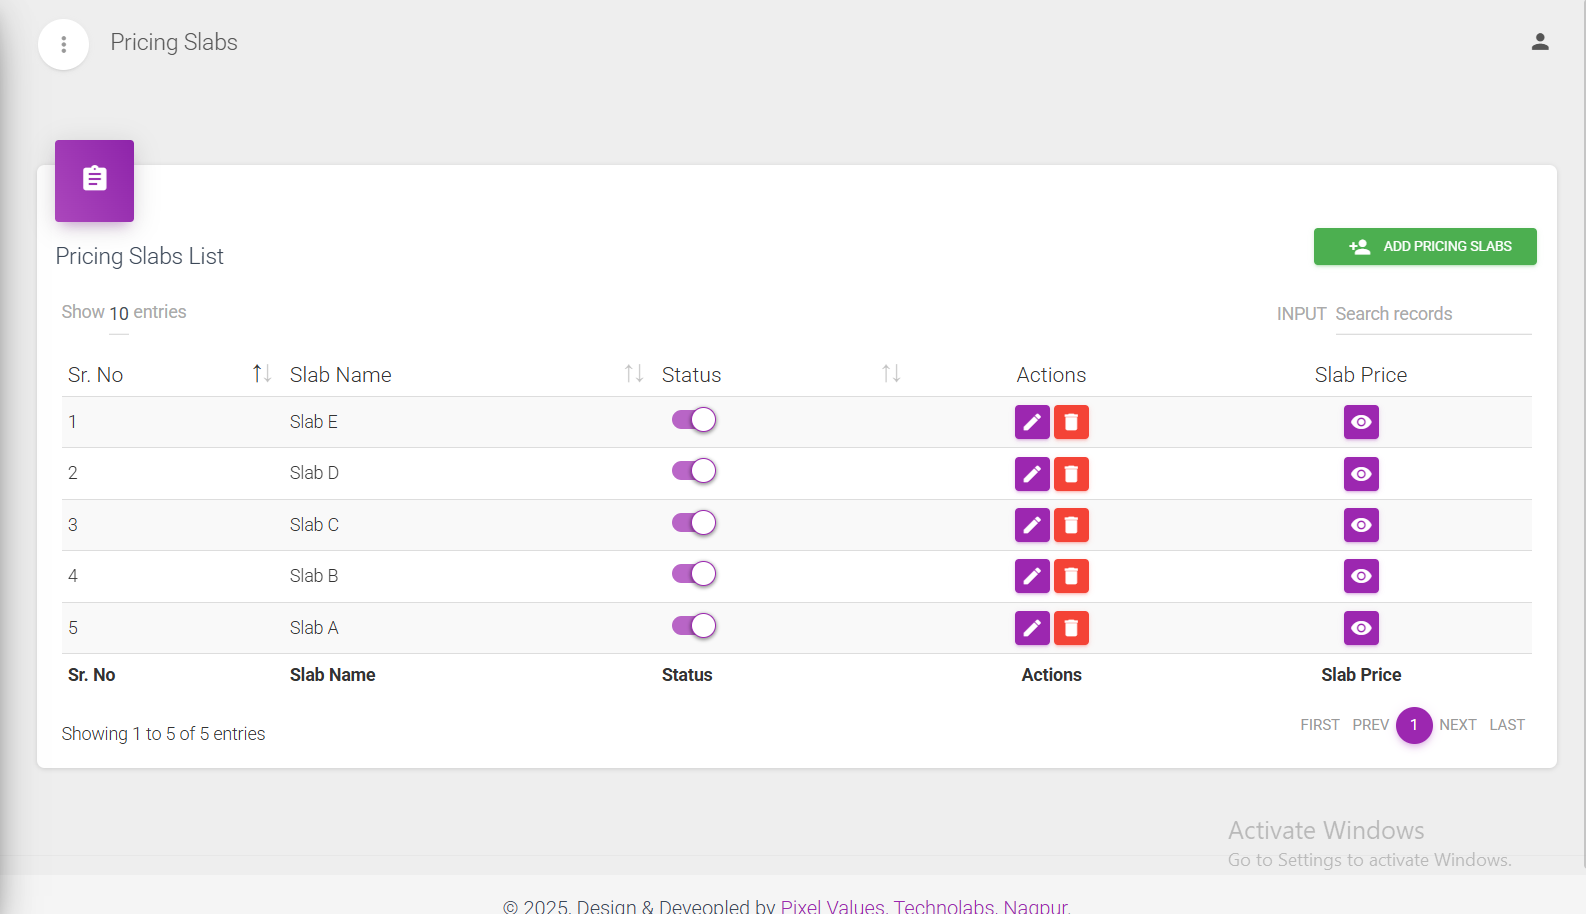 Pricing Slabs
Pricing Slabs List
ADD PRICING SLABS
Show 10 entries
INPUT Search records
Sr. No Slab Name Status Actions Slab Price
1 Slab E
2 Slab D
3 Slab C
4 Slab B
5 Slab A
Sr. No Slab Name Status Actions Slab Price
Showing 1 to 5 of 5 entries
FIRST PREV 1 NEXT LAST
Activate Windows
Go to Settings to activate Windows.
© 2025, Design & Deveopled by Pixel Values, Technolabs, Nagpur.